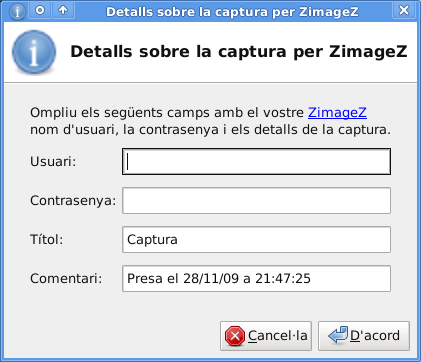 Detalls sobre la captura per ZimageZ
Detalls sobre la captura per ZimageZ
Ompliu els següents camps amb el vostre ZimageZ
nom d'usuari, la contrasenya i els detalls de la captura.
Usuari:
Contrasenya:
Títol: Captura
Comentari: Presa el 28/11/09 a 21:47:25
Cancel·la D'acord